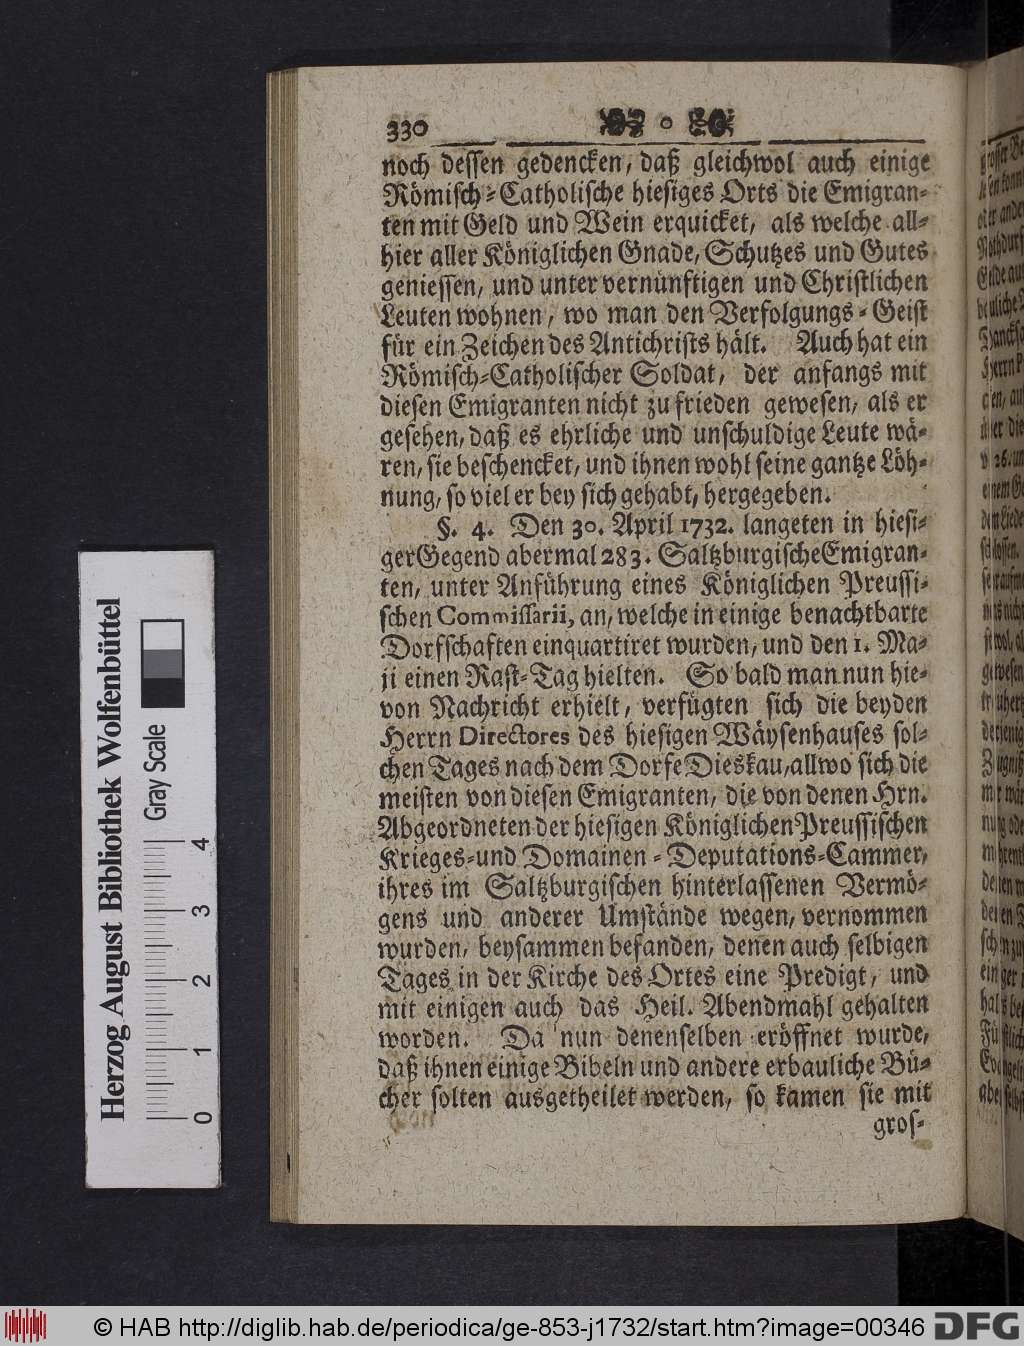 330
noch dessen gedencken, daß gleichwol auch einige
Römisch-Catholische hiesiges Orts die Emigran-
ten mit Geld und Wein erquicket, als welche all-
hier aller Königlichen Gnade, Schutzes und Gutes
geniessen, und unter vernünftigen und Christlichen
Leuten wohnen, wo man den Verfolgungs-Geist
für ein Zeichen des Antichrists hält. Auch hat ein
Römisch-Catholischer Soldat, der anfangs mit
diesen Emigranten nicht zu frieden gewesen, als er
gesehen, daß es ehrliche und unschuldige Leute wä-
ren, sie beschencket, und ihnen wohl seine gantze Löh-
nung, so viel er bey sich gehabt, hergegeben.
§. 4. Den 30. April 1732. langeten in hiesi-
ger Gegend abermal 283. Saltzburgische Emigran-
ten, unter Anführung eines Königlichen Preussi-
schen Commissarii, an, welche in einige benachtbarte
Dorfschaften einquartiret wurden, und den 1. Ma-
ji einen Rast-Tag hielten. So bald man nun hie-
von Nachricht erhielt, verfügten sich die beyden
Herrn Directores des hiesigen Wäysenhauses sol-
chen Tages nach dem Dorfe Dieskau, allwo sich die
meisten von diesen Emigranten, die von denen Hrn.
Abgeordneten der hiesigen Königlichen Preussischen
Krieges-und Domainen-Deputations-Cammer,
ihres im Saltzburgischen hinterlassenen Vermö-
gens und anderer Umstände wegen, vernommen
wurden, beysammen befanden, denen auch selbigen
Tages in der Kirche des Ortes eine Predigt, und
mit einigen auch das Heil. Abendmahl gehalten
worden. Da nun denenselben eröffnet wurde,
daß ihnen einige Bibeln und andere erbauliche Bü-
cher solten ausgetheilet werden, so kamen sie mit
gros-
Herzog August Bibliothek Wolfenbüttel
Gray Scale
0 1 2 3 4
© HAB http://diglib.hab.de/periodica/ge-853-j1732/start.htm?image=00346
DFG